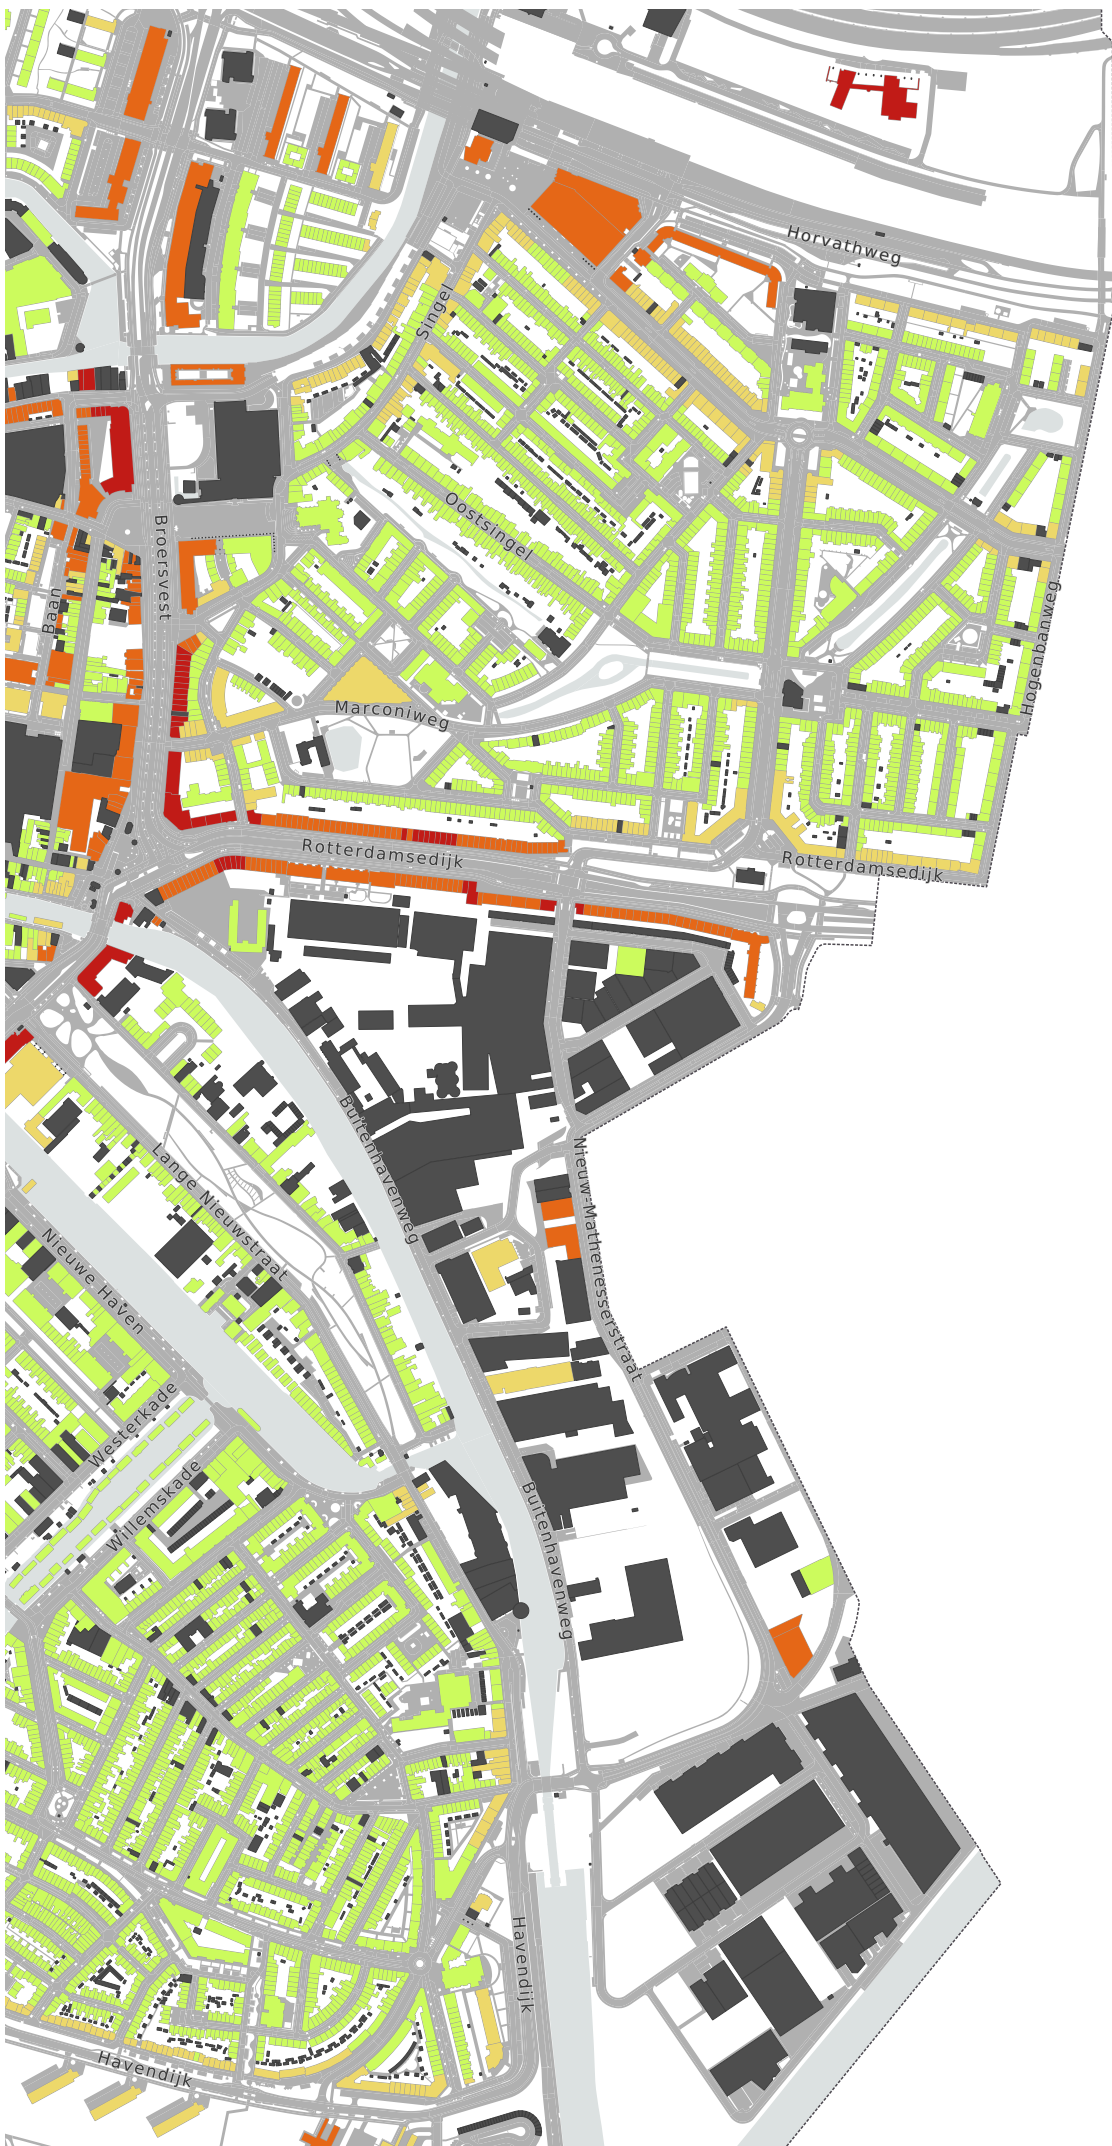 Horvathweg
Singel
Oostsingel
Broersvest
Baan
Hogenbanweg
Marconiweg
Rotterdamsedijk
Rotterdamsedijk
Buitenhavenweg
Nieuw-Mathenesserstraat
Lange Nieuwstraat
Nieuwe Haven
Westerkade
Willemskade
Buitenhavenweg
Havendijk
Havendijk